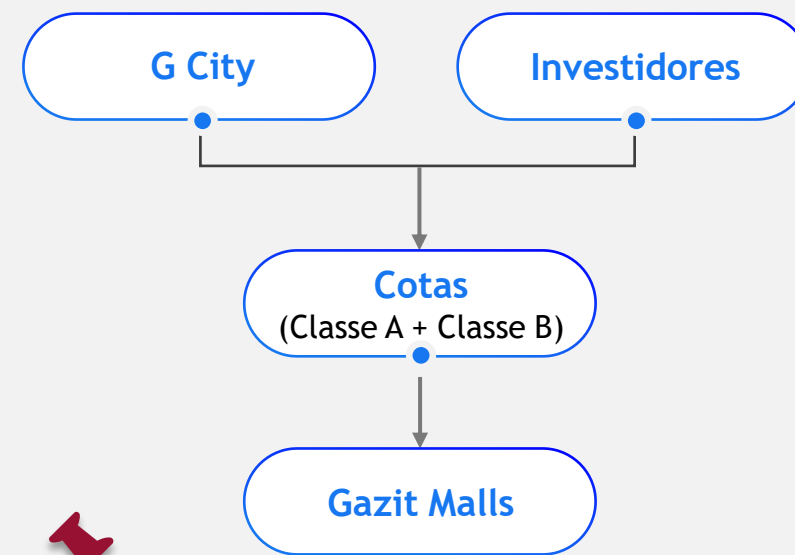 G City
Investidores
Cotas
(Classe A + Classe B)
Gazit Malls